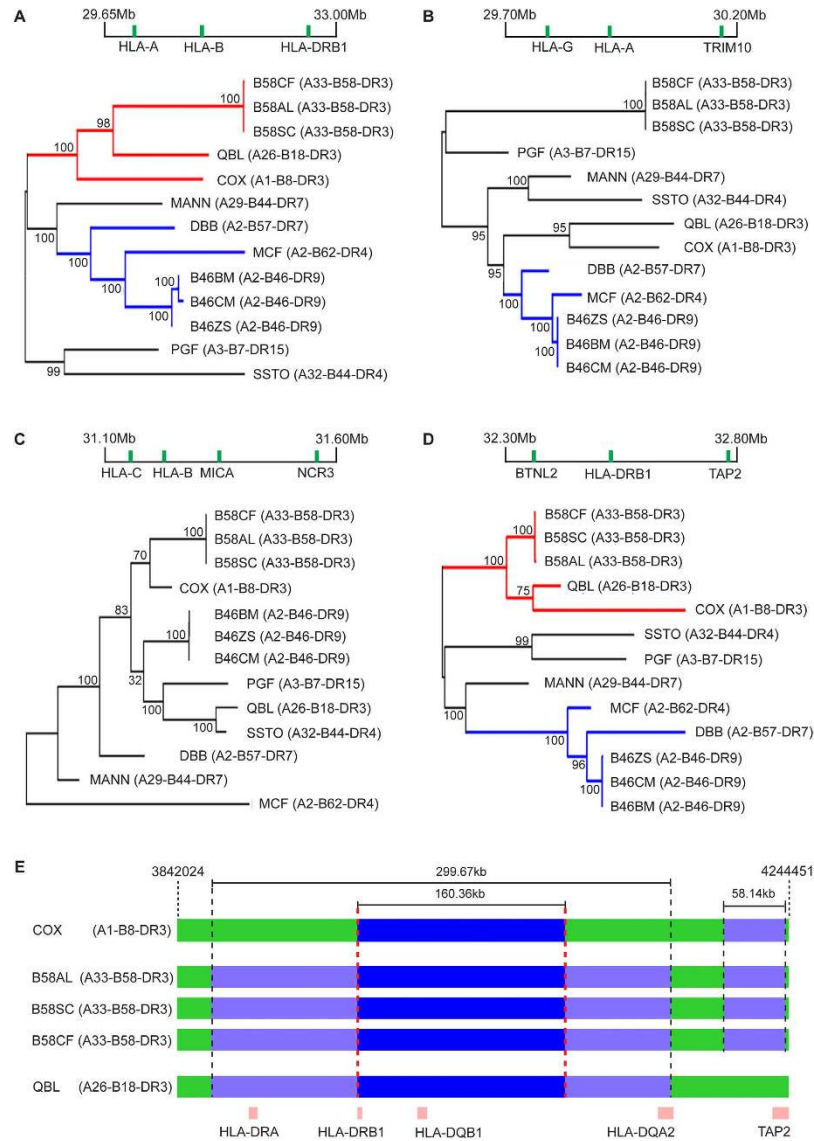 A
29.65Mb 33.00Mb
HLA-A HLA-B HLA-DRB1
B58CF (A33-B58-DR3)
100 B58AL (A33-B58-DR3)
98 B58SC (A33-B58-DR3)
100 QBL (A26-B18-DR3)
COX (A1-B8-DR3)
MANN (A29-B44-DR7)
100 DBB (A2-B57-DR7)
100 MCF (A2-B62-DR4)
100 100 B46BM (A2-B46-DR9)
B46CM (A2-B46-DR9)
100 B46ZS (A2-B46-DR9)
PGF (A3-B7-DR15)
99 SSTO (A32-B44-DR4)
B
29.70Mb 30.20Mb
HLA-G HLA-A TRIM10
B58CF (A33-B58-DR3)
100 B58AL (A33-B58-DR3)
B58SC (A33-B58-DR3)
PGF (A3-B7-DR15)
100 MANN (A29-B44-DR7)
SSTO (A32-B44-DR4)
95 95 QBL (A26-B18-DR3)
COX (A1-B8-DR3)
95 DBB (A2-B57-DR7)
100 MCF (A2-B62-DR4)
B46ZS (A2-B46-DR9)
100 B46BM (A2-B46-DR9)
100 B46CM (A2-B46-DR9)
C
31.10Mb 31.60Mb
HLA-C HLA-B MICA NCR3
B58CF (A33-B58-DR3)
100 B58AL (A33-B58-DR3)
70 B58SC (A33-B58-DR3)
COX (A1-B8-DR3)
83 B46BM (A2-B46-DR9)
100 B46ZS (A2-B46-DR9)
B46CM (A2-B46-DR9)
100 32 PGF (A3-B7-DR15)
100 QBL (A26-B18-DR3)
100 SSTO (A32-B44-DR4)
DBB (A2-B57-DR7)
MANN (A29-B44-DR7)
MCF (A2-B62-DR4)
D
32.30Mb 32.80Mb
BTNL2 HLA-DRB1 TAP2
B58CF (A33-B58-DR3)
100 B58SC (A33-B58-DR3)
100 B58AL (A33-B58-DR3)
75 QBL (A26-B18-DR3)
COX (A1-B8-DR3)
99 SSTO (A32-B44-DR4)
PGF (A3-B7-DR15)
MANN (A29-B44-DR7)
100 MCF (A2-B62-DR4)
100 DBB (A2-B57-DR7)
96 B46ZS (A2-B46-DR9)
100 B46CM (A2-B46-DR9)
B46BM (A2-B46-DR9)
E
3842024 299.67kb 4244451
160.36kb 58.14kb
COX (A1-B8-DR3)
B58AL (A33-B58-DR3)
B58SC (A33-B58-DR3)
B58CF (A33-B58-DR3)
QBL (A26-B18-DR3)
HLA-DRA HLA-DRB1 HLA-DQB1 HLA-DQA2 TAP2